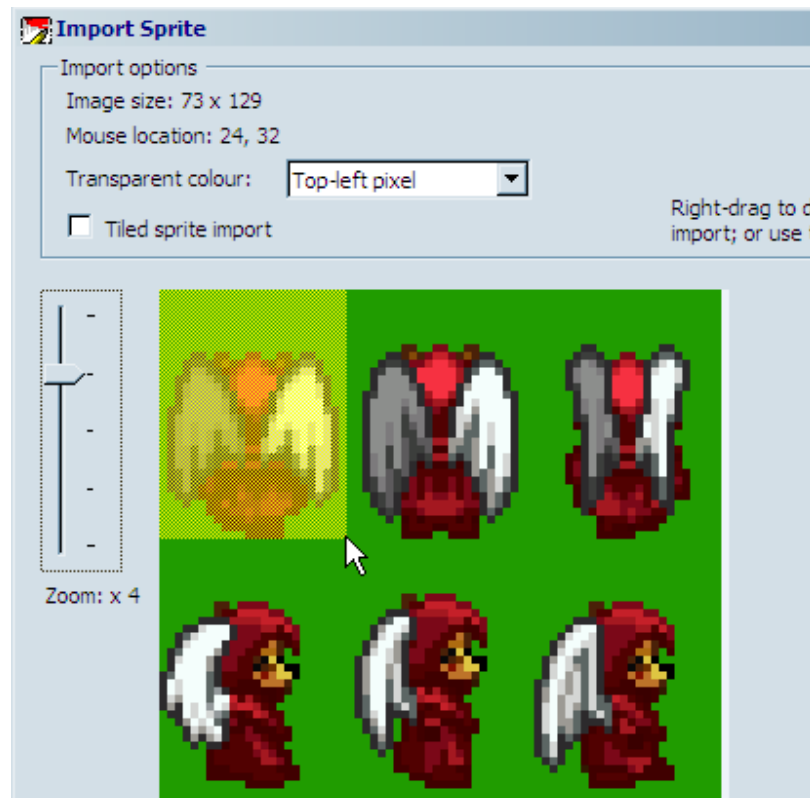 Import Sprite
Import options
Image size: 73 x 129
Mouse location: 24, 32
Transparent colour: Top-left pixel
Tiled sprite import
Right-drag to
import; or use
Zoom: x 4